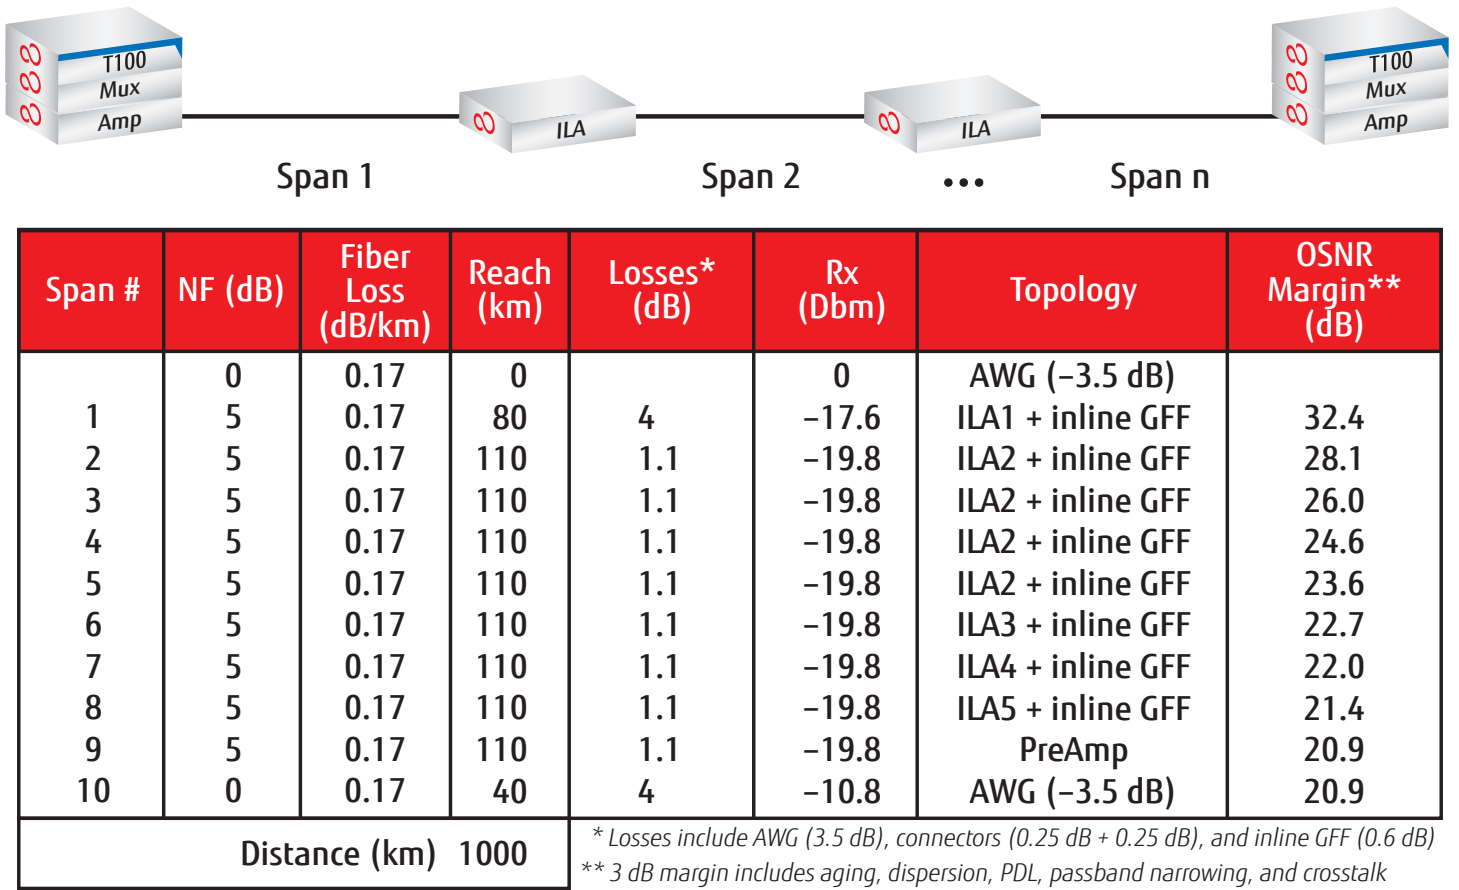 T100
Mux
Amp
ILA
ILA
T100
Mux
Amp
Span 1
Span 2
...
Span n
Span # NF (dB) Fiber Loss (dB/km) Reach (km) Losses* (dB) Rx (Dbm) Topology OSNR Margin** (dB)
0 0.17 0 0 AWG (−3.5 dB)
1 5 0.17 80 4 −17.6 ILA1 + inline GFF 32.4
2 5 0.17 110 1.1 −19.8 ILA2 + inline GFF 28.1
3 5 0.17 110 1.1 −19.8 ILA2 + inline GFF 26.0
4 5 0.17 110 1.1 −19.8 ILA2 + inline GFF 24.6
5 5 0.17 110 1.1 −19.8 ILA2 + inline GFF 23.6
6 5 0.17 110 1.1 −19.8 ILA3 + inline GFF 22.7
7 5 0.17 110 1.1 −19.8 ILA4 + inline GFF 22.0
8 5 0.17 110 1.1 −19.8 ILA5 + inline GFF 21.4
9 5 0.17 110 1.1 −19.8 PreAmp 20.9
10 0 0.17 40 4 −10.8 AWG (−3.5 dB) 20.9
Distance (km) 1000
* Losses include AWG (3.5 dB), connectors (0.25 dB + 0.25 dB), and inline GFF (0.6 dB)
** 3 dB margin includes aging, dispersion, PDL, passband narrowing, and crosstalk